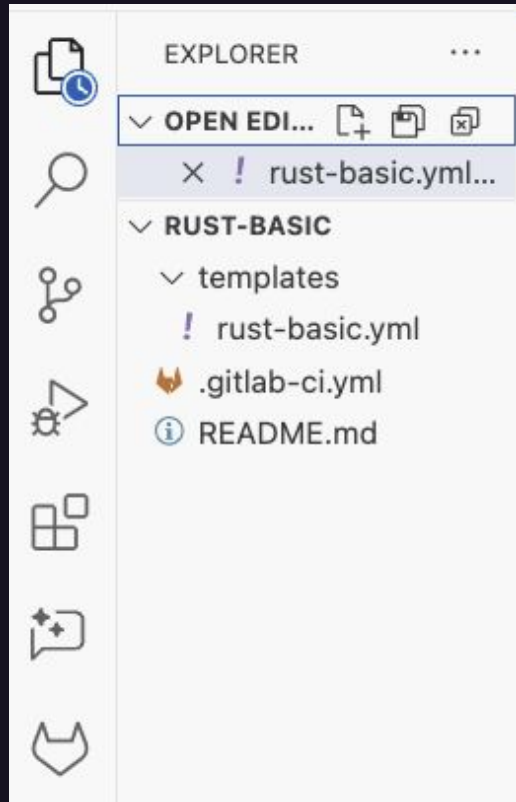 EXPLORER ...
OPEN EDI...
! rust-basic.yml...
RUST-BASIC
templates
! rust-basic.yml
.gitlab-ci.yml
README.md